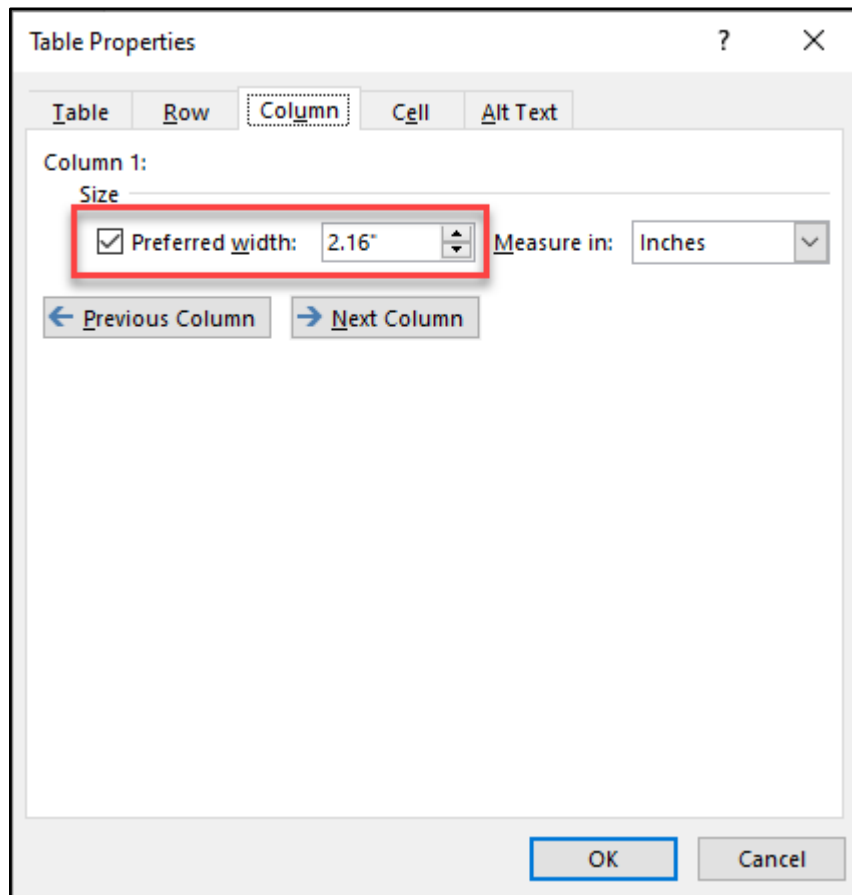 Table Properties ?
Table Row Column Cell Alt Text
Column 1:
Size
Preferred width: 2.16" Measure in: Inches
Previous Column Next Column
OK Cancel